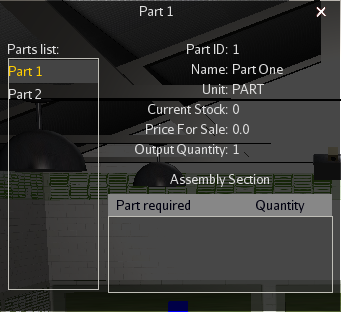 Part 1
Parts list:
Part 1
Part 2
Part ID: 1
Name: Part One
Unit: PART
Current Stock: 0
Price For Sale: 0.0
Output Quantity: 1
Assembly Section
Part required Quantity